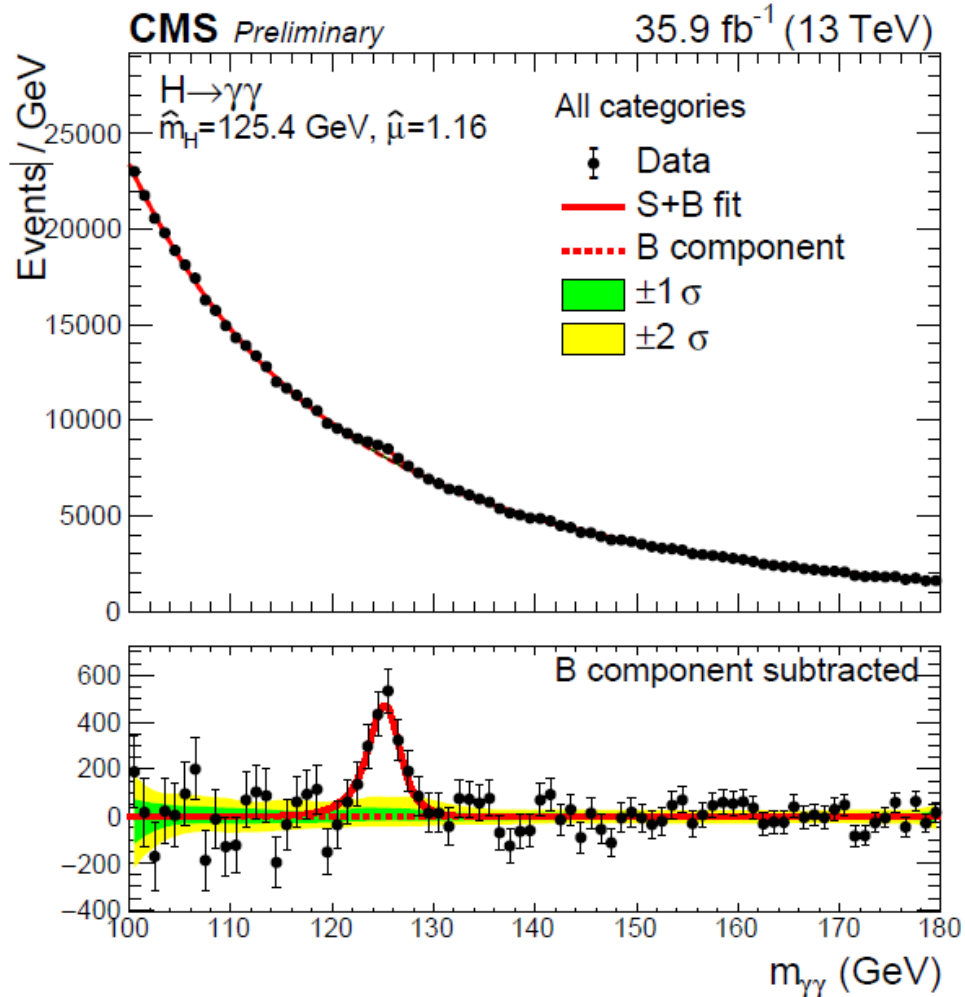 CMS Preliminary 35.9 fb⁻¹ (13 TeV)
H→γγ
m̂_H=125.4 GeV, μ̂=1.16
All categories
Data
S+B fit
B component
±1 σ
±2 σ
Events / GeV
25000
20000
15000
10000
5000
0
B component subtracted
600
400
200
0
−200
−400
100 110 120 130 140 150 160 170 180
m_γγ (GeV)